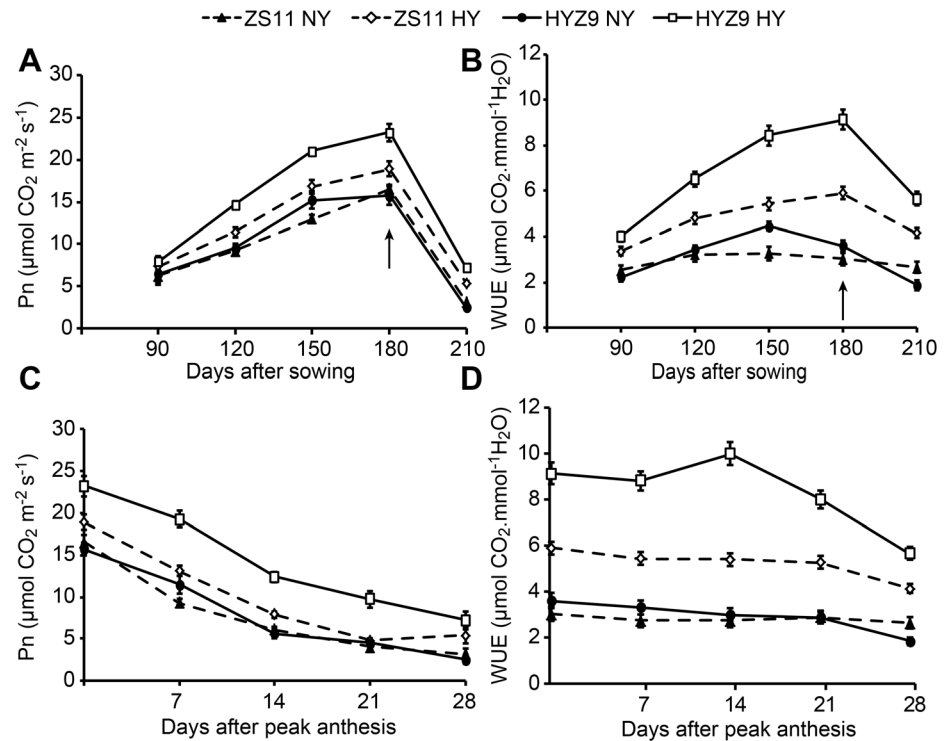 ZS11 NY ZS11 HY HYZ9 NY HYZ9 HY
A
Pn (µmol CO₂ m⁻² s⁻¹)
30
25
20
15
10
5
0
90 120 150 180 210
Days after sowing
B
WUE (µmol CO₂.mmol⁻¹H₂O)
12
10
8
6
4
2
0
90 120 150 180 210
Days after sowing
C
Pn (µmol CO₂ m⁻² s⁻¹)
30
25
20
15
10
5
0
7 14 21 28
Days after peak anthesis
D
WUE (µmol CO₂.mmol⁻¹H₂O)
12
10
8
6
4
2
0
7 14 21 28
Days after peak anthesis